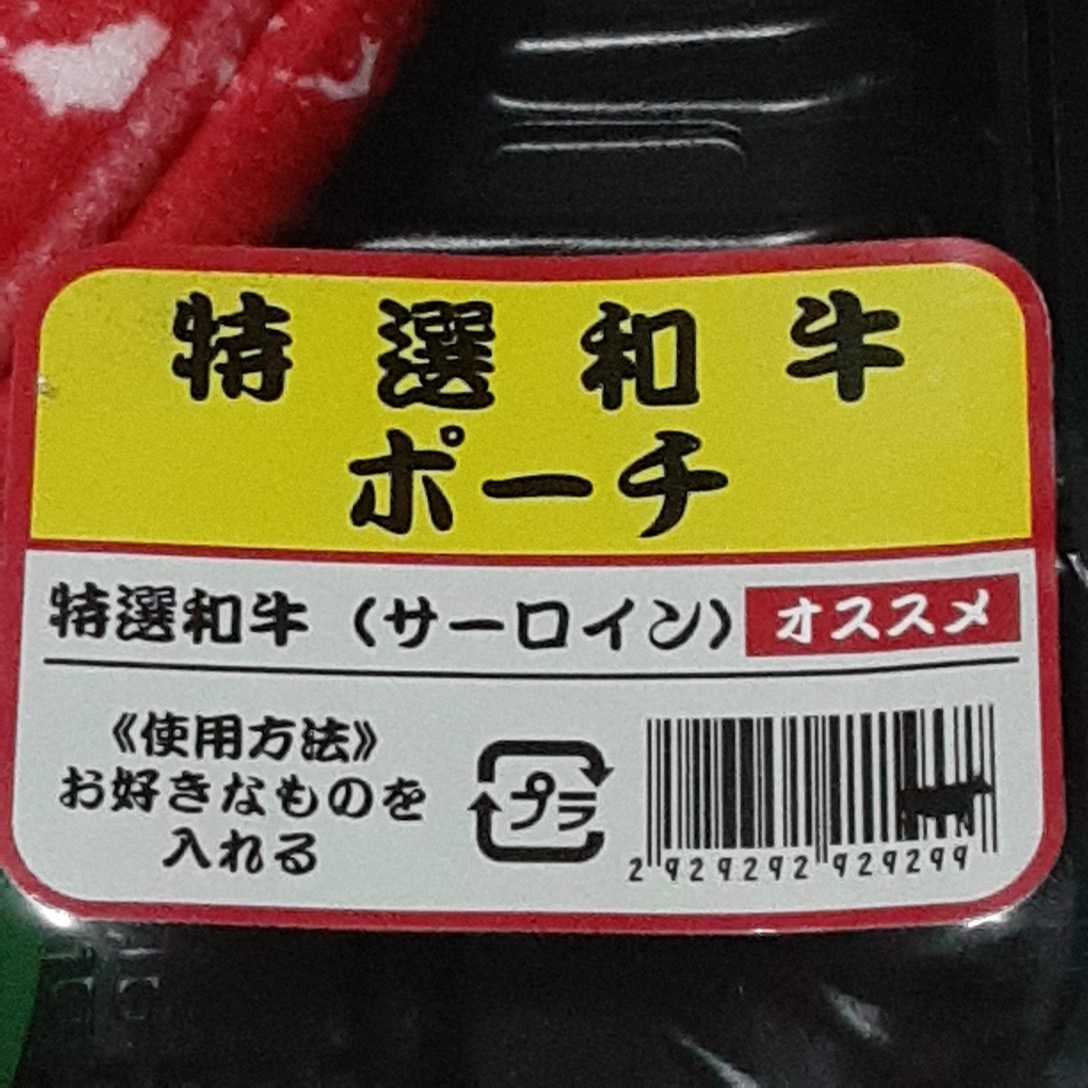 特選和牛
ポーチ
特選和牛（サーロイン）オススメ
《使用方法》
お好きなものを
入れる
プラ
2929292929299